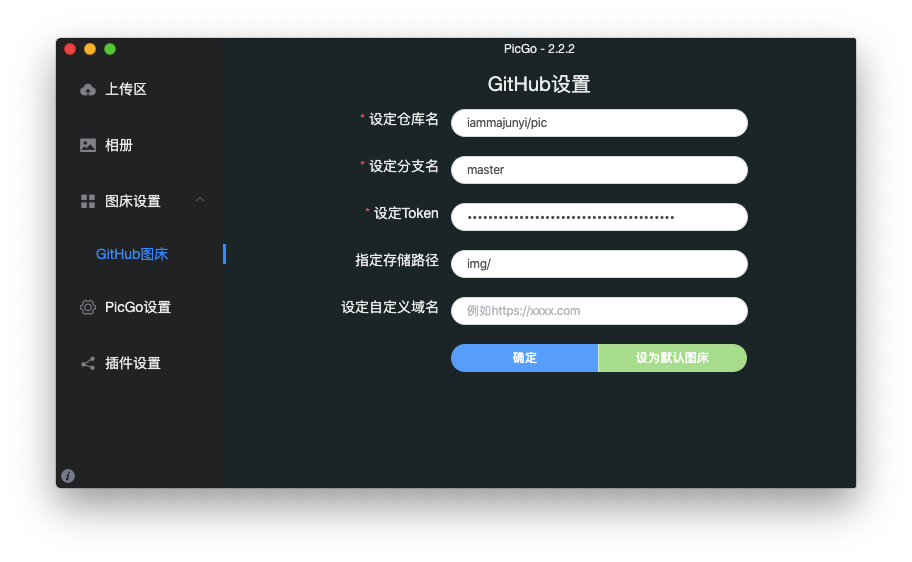 PicGo - 2.2.2
上传区
相册
图床设置
GitHub图床
PicGo设置
插件设置
GitHub设置
* 设定仓库名
iammajunyi/pic
* 设定分支名
master
* 设定Token
••••••••••••••••••••••••••••••••••••••••
指定存储路径
img/
设定自定义域名
例如https://xxxx.com
确定
设为默认图床